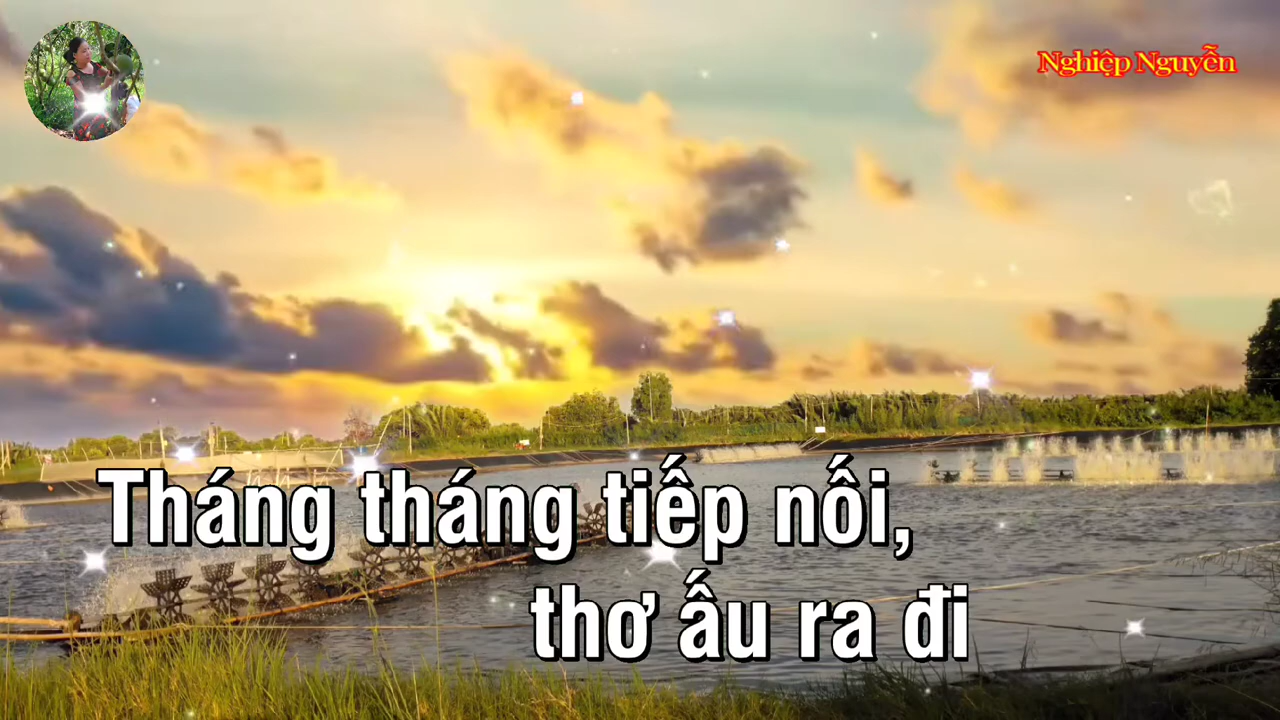 Nghiệp Nguyễn
Tháng tháng tiếp nối,
thơ ấu ra đi